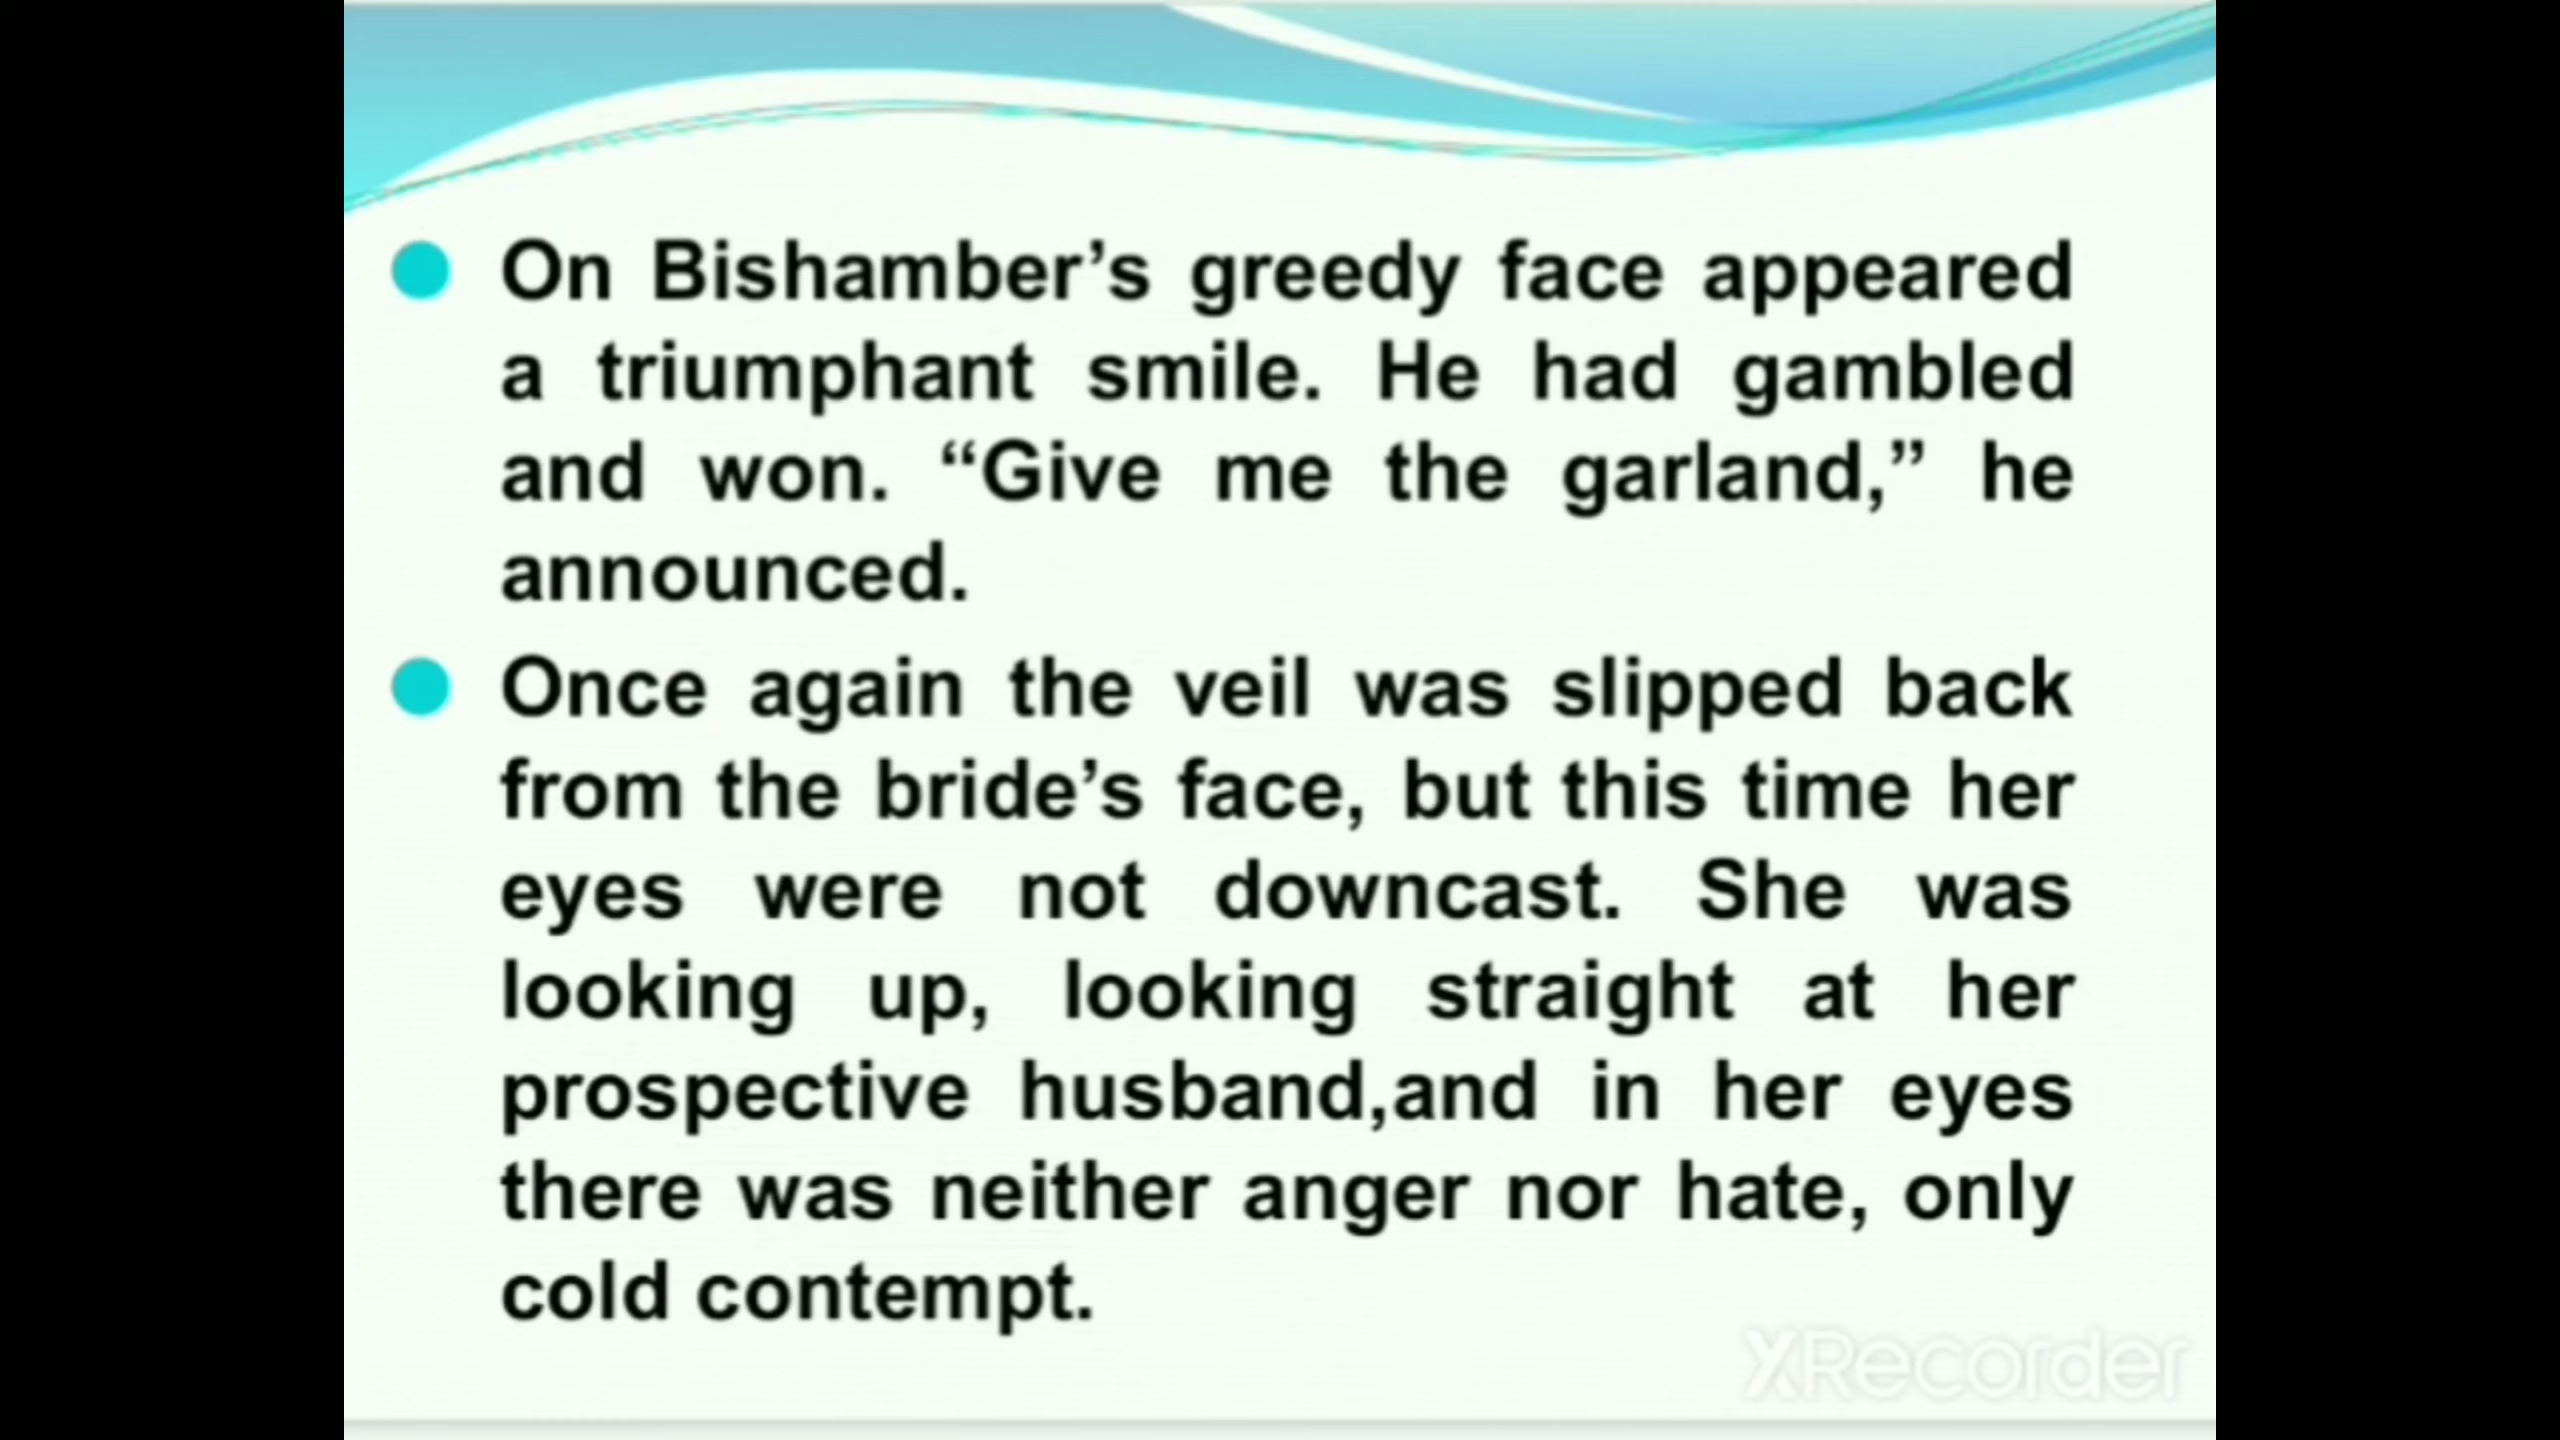 On Bishamber’s greedy face appeared
a triumphant smile. He had gambled
and won. “Give me the garland,” he
announced.
Once again the veil was slipped back
from the bride’s face, but this time her
eyes were not downcast. She was
looking up, looking straight at her
prospective husband,and in her eyes
there was neither anger nor hate, only
cold contempt.
XRecorder